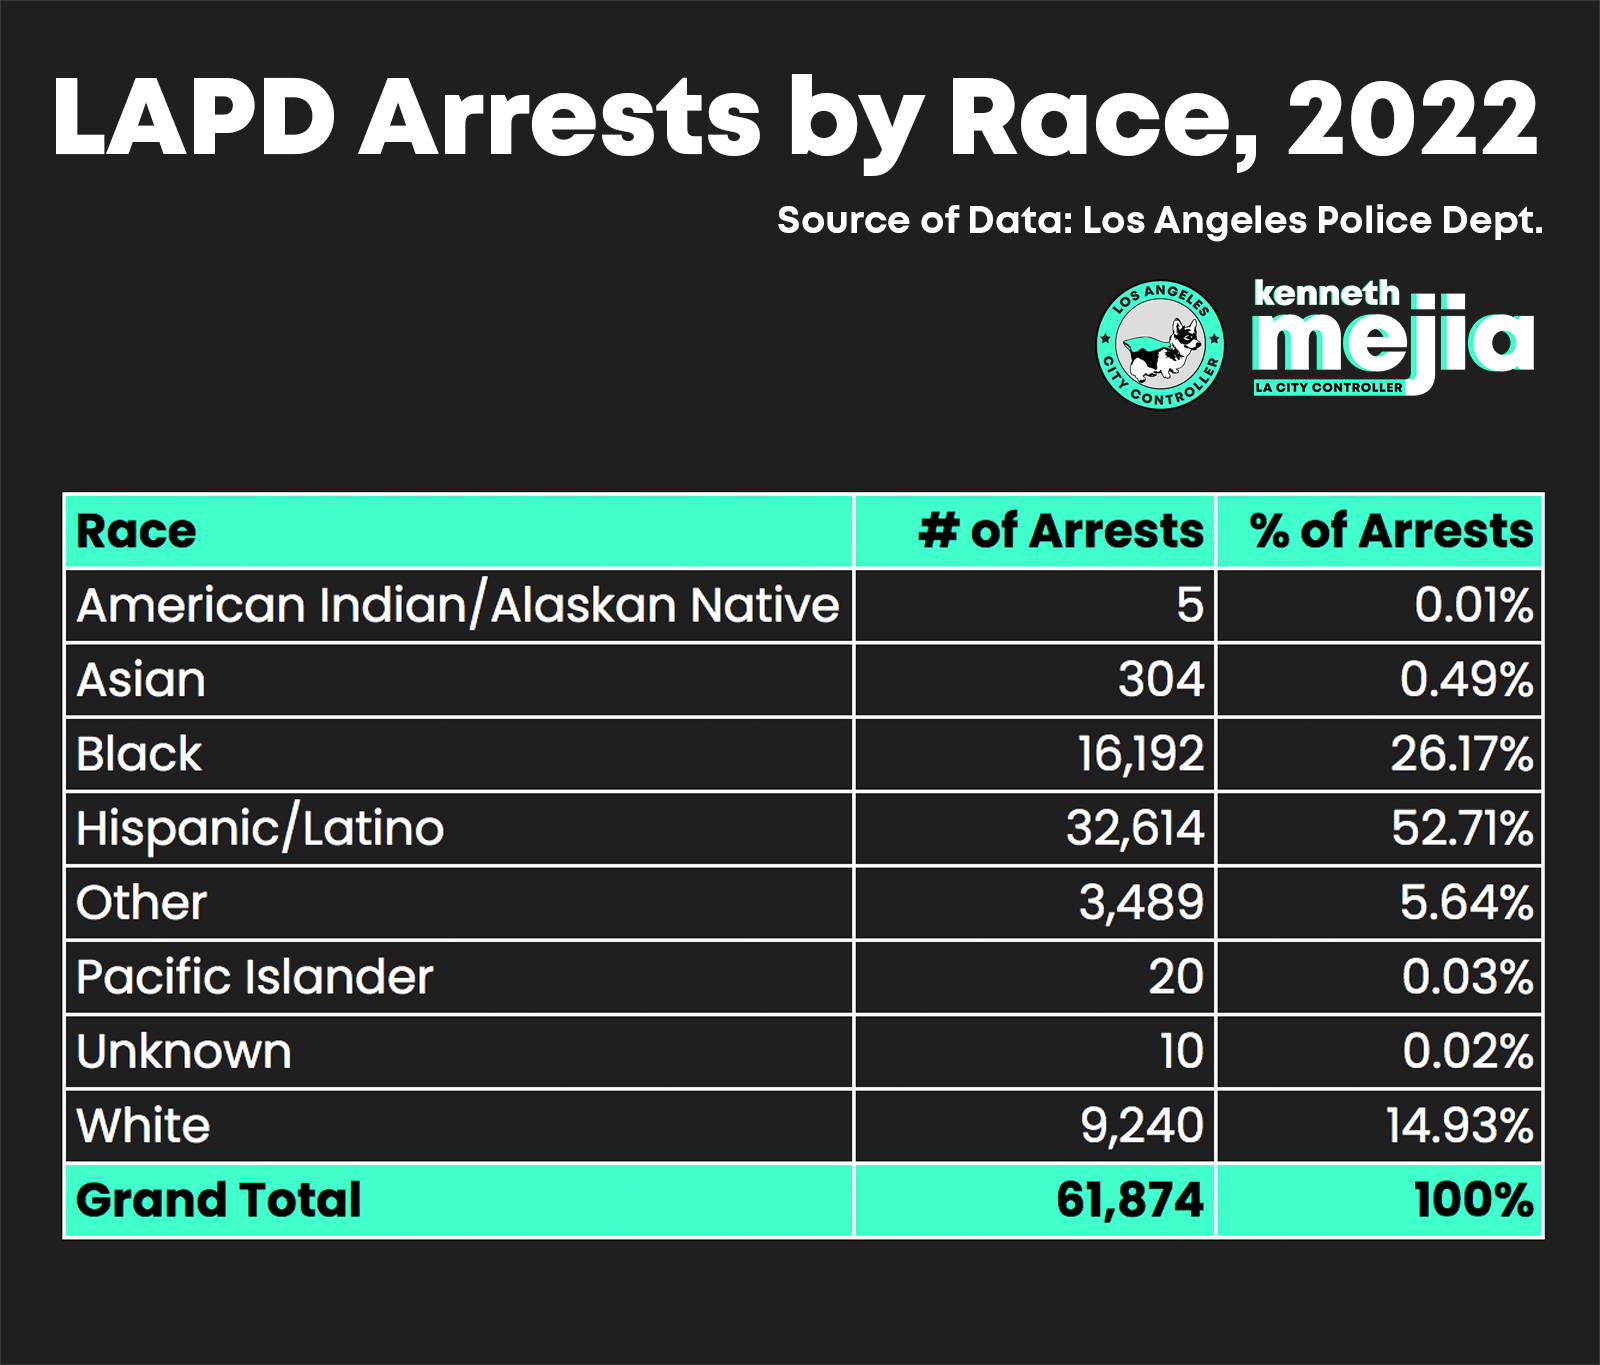 LAPD Arrests by Race, 2022
Source of Data: Los Angeles Police Dept.
LOS ANGELES
CITY CONTROLLER
kenneth
mejia
LA CITY CONTROLLER
Race # of Arrests % of Arrests
American Indian/Alaskan Native 5 0.01%
Asian 304 0.49%
Black 16,192 26.17%
Hispanic/Latino 32,614 52.71%
Other 3,489 5.64%
Pacific Islander 20 0.03%
Unknown 10 0.02%
White 9,240 14.93%
Grand Total 61,874 100%